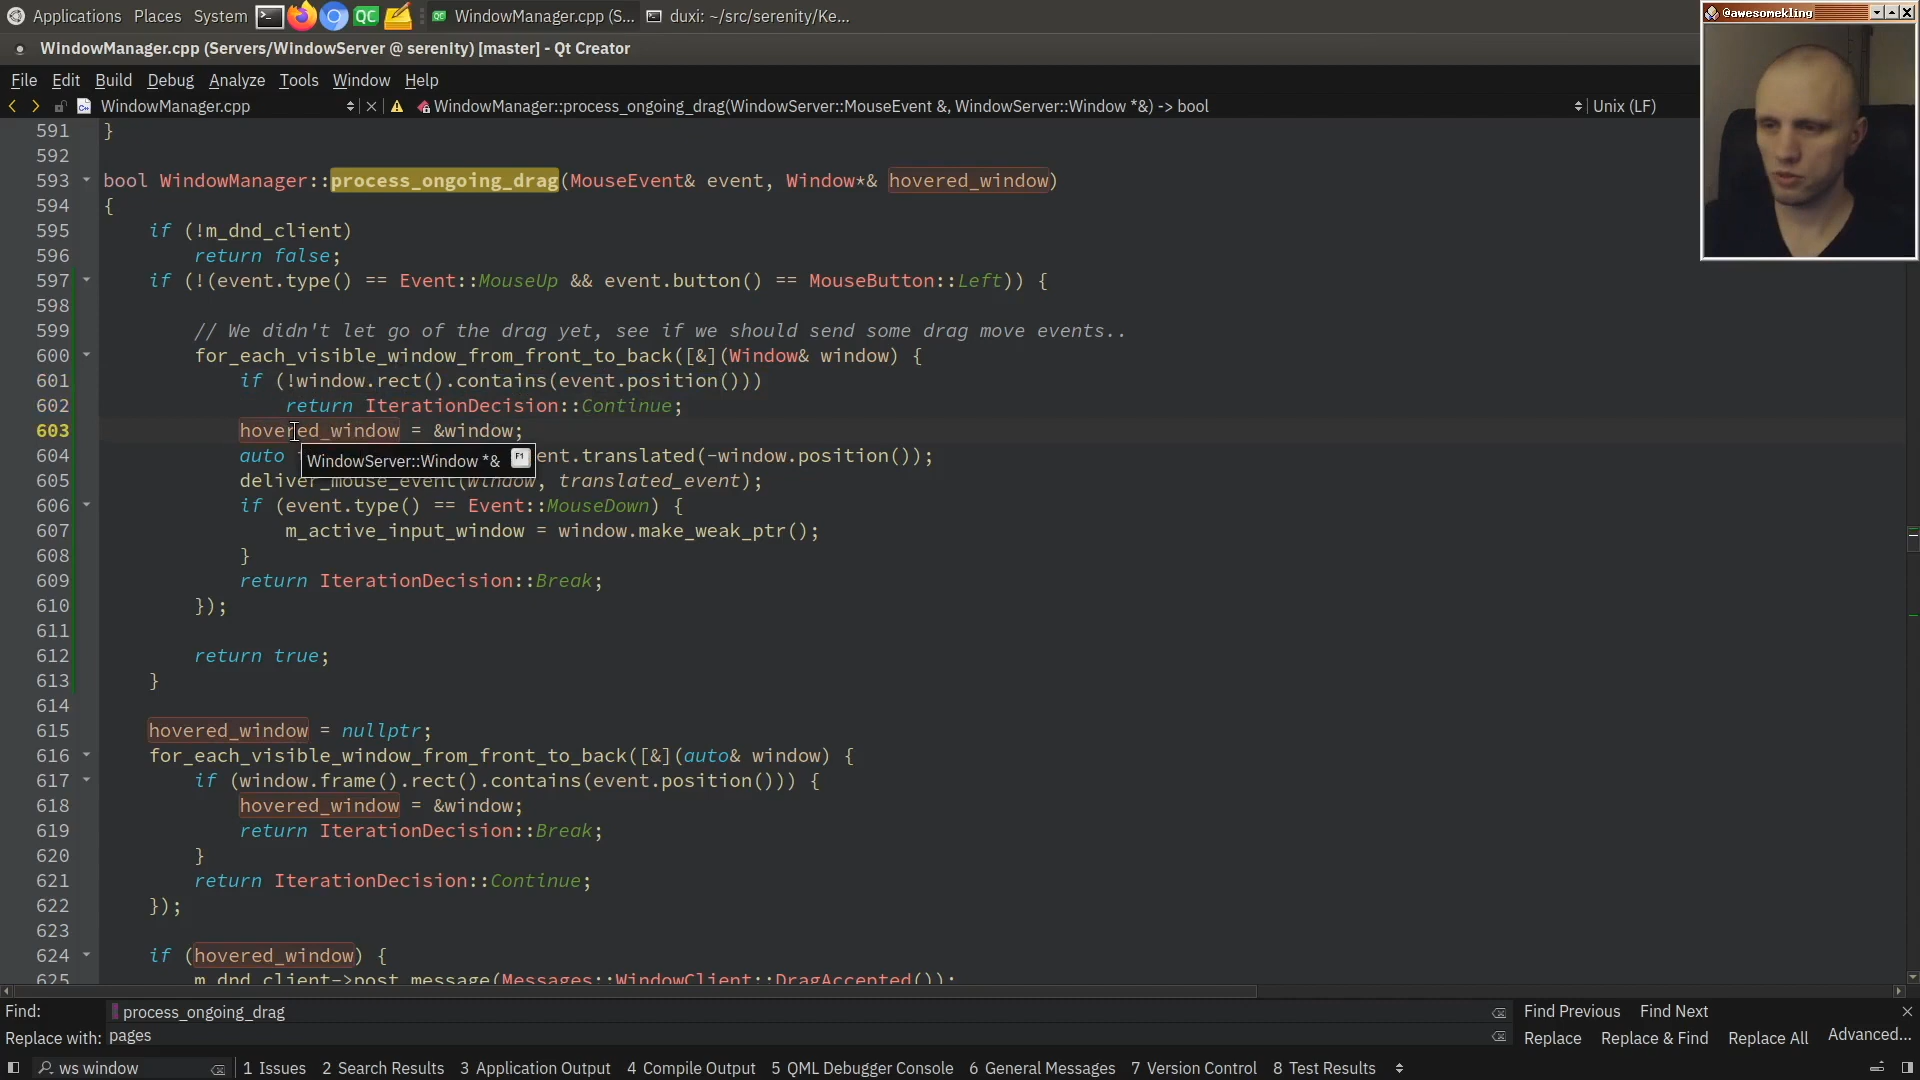 Applications Places System WindowManager.cpp (S... duxi: ~/src/serenity/Ke...
@awesomekling
WindowManager.cpp (Servers/WindowServer @ serenity) [master] - Qt Creator
File Edit Build Debug Analyze Tools Window Help
WindowManager.cpp WindowManager::process_ongoing_drag(WindowServer::MouseEvent &, WindowServer::Window *&) -> bool Unix (LF)
591 }
592
593 bool WindowManager::process_ongoing_drag(MouseEvent& event, Window*& hovered_window)
594 {
595     if (!m_dnd_client)
596         return false;
597     if (!(event.type() == Event::MouseUp && event.button() == MouseButton::Left)) {
598
599         // We didn't let go of the drag yet, see if we should send some drag move events..
600         for_each_visible_window_from_front_to_back([&](Window& window) {
601             if (!window.rect().contains(event.position()))
602                 return IterationDecision::Continue;
603             hovered_window = &window;
604             auto ent.translated(-window.position());
WindowServer::Window *& F1
605             deliver_mouse_event(window, translated_event);
606             if (event.type() == Event::MouseDown) {
607                 m_active_input_window = window.make_weak_ptr();
608             }
609             return IterationDecision::Break;
610         });
611
612         return true;
613     }
614
615     hovered_window = nullptr;
616     for_each_visible_window_from_front_to_back([&](auto& window) {
617         if (window.frame().rect().contains(event.position())) {
618             hovered_window = &window;
619             return IterationDecision::Break;
620         }
621         return IterationDecision::Continue;
622     });
623
624     if (hovered_window) {
625         m_dnd_client->post_message(Messages::WindowClient::DragAccepted());
Find: process_ongoing_drag Find Previous Find Next
Replace with: pages Replace Replace & Find Replace All Advanced...
ws window 1 Issues 2 Search Results 3 Application Output 4 Compile Output 5 QML Debugger Console 6 General Messages 7 Version Control 8 Test Results